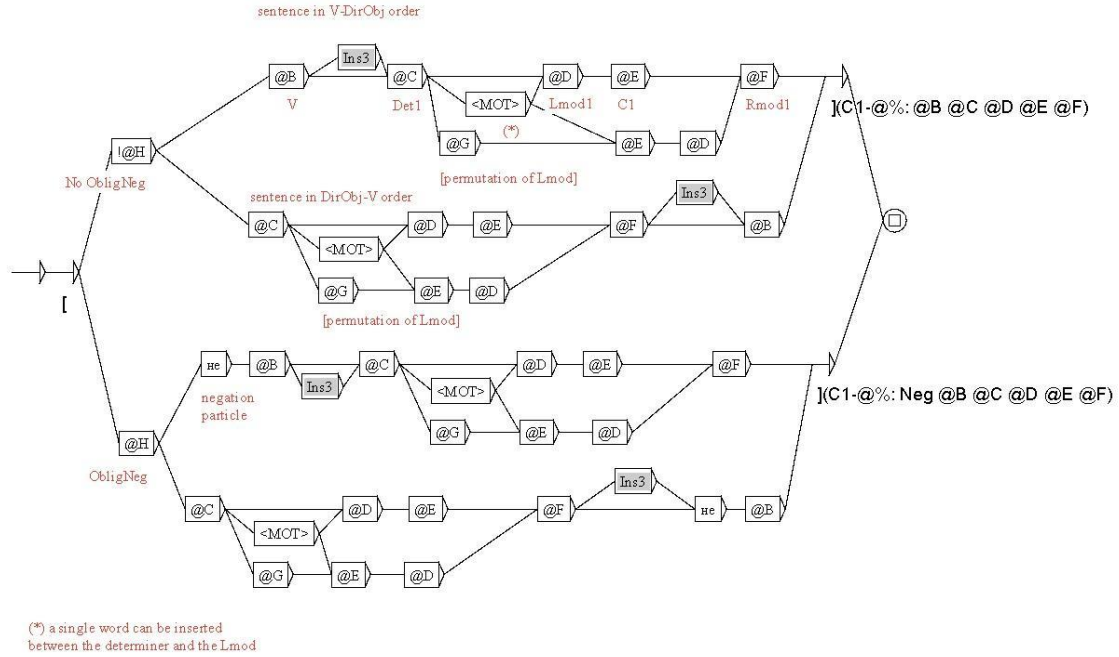 sentence in V-DirObj order
Ins3
@B @C @D @E @F
V Det1 <MOT> Lmod1 C1 Rmod1
](C1-@%: @B @C @D @E @F)
(*)
@G @E @D
!@H
[permutation of Lmod]
No ObligNeg
sentence in DirObj-V order
Ins3
@C @D @E @F @B
<MOT>
@G @E @D
[
[permutation of Lmod]
не @B @C @D @E @F
Ins3
<MOT>
negation
particle
](C1-@%: Neg @B @C @D @E @F)
@G @E @D
@H
ObligNeg
Ins3
@C @D @E @F не @B
<MOT>
@G @E @D
(*) a single word can be inserted
between the determiner and the Lmod